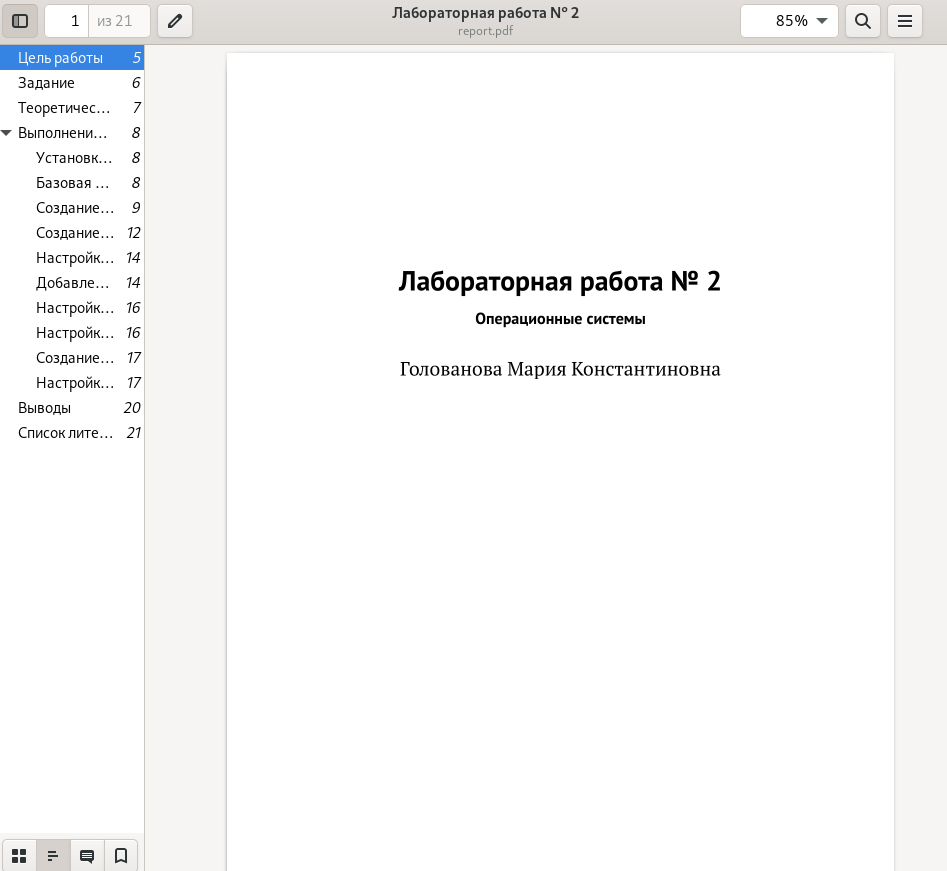 1 из 21
Лабораторная работа № 2
report.pdf
85%
Цель работы 5
Задание 6
Теоретичес… 7
Выполнени… 8
Установк… 8
Базовая … 8
Создание… 9
Создание… 12
Настройк… 14
Добавле… 14
Настройк… 16
Настройк… 16
Создание… 17
Настройк… 17
Выводы 20
Список лите… 21
Лабораторная работа № 2
Операционные системы
Голованова Мария Константиновна